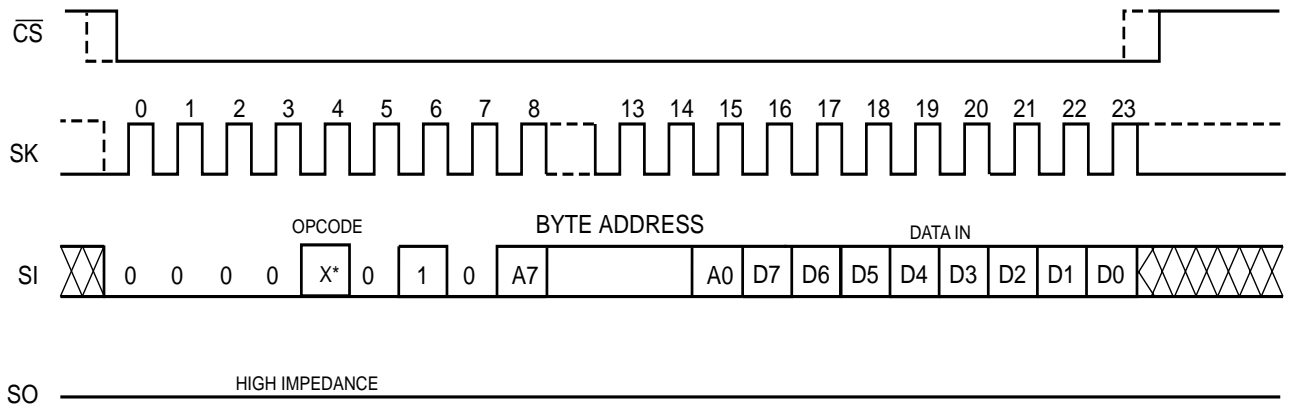 CS
0 1 2 3 4 5 6 7 8 13 14 15 16 17 18 19 20 21 22 23
SK
OPCODE BYTE ADDRESS DATA IN
SI 0 0 0 0 X* 0 1 0 A7 A0 D7 D6 D5 D4 D3 D2 D1 D0
HIGH IMPEDANCE
SO